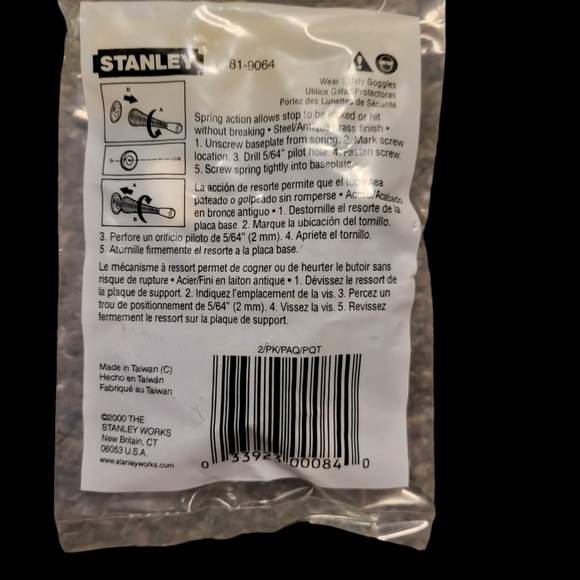 STANLEY
81-9064
Wear Safety Goggles
Utilice Gafas Protectoras
Portez des Lunettes de Sécurité
B
A
Spring action allows stop to be kicked or hit
without breaking • Steel/Antique Brass finish •
1. Unscrew baseplate from spring. 2. Mark screw
location. 3. Drill 5/64" pilot hole. 4. Fasten screw.
5. Screw spring tightly into baseplate.
A
B
La acción de resorte permite que el tope sea
pateado o golpeado sin romperse • Acero/Acabado
en bronce antiguo • 1. Destornille el resorte de la
placa base. 2. Marque la ubicación del tornillo.
3. Perfore un orificio piloto de 5/64" (2 mm). 4. Apriete el tornillo.
5. Atornille firmemente el resorte a la placa base.
Le mécanisme à ressort permet de cogner ou de heurter le butoir sans
risque de rupture • Acier/Fini en laiton antique • 1. Dévissez le ressort de
la plaque de support. 2. Indiquez l'emplacement de la vis. 3. Percez un
trou de positionnement de 5/64" (2 mm). 4. Vissez la vis. 5. Revissez
fermement le ressort sur la plaque de support.
2/PK/PAQ/PQT
Made in Taiwan (C)
Hecho en Taiwán
Fabriqué au Taiwan
©2000 THE
STANLEY WORKS
New Britain, CT
06053 U.S.A.
www.stanleyworks.com
0 33923 00084 0